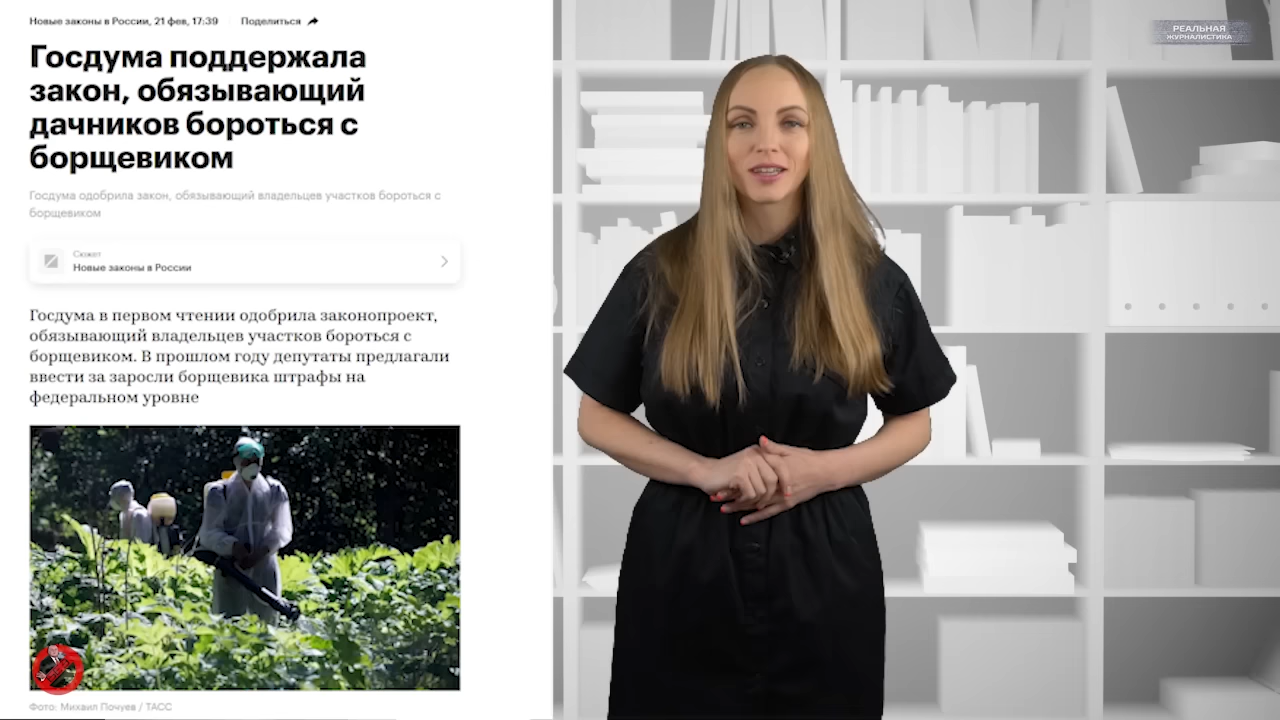 Новые законы в России, 21 фев, 17:39
Поделиться
Госдума поддержала
закон, обязывающий
дачников бороться с
борщевиком
Госдума одобрила закон, обязывающий владельцев участков бороться с
борщевиком
Сюжет
Новые законы в России
Госдума в первом чтении одобрила законопроект,
обязывающий владельцев участков бороться с
борщевиком. В прошлом году депутаты предлагали
ввести за заросли борщевика штрафы на
федеральном уровне
Фото: Михаил Почуев / ТАСС
РЕАЛЬНАЯ
ЖУРНАЛИСТИКА